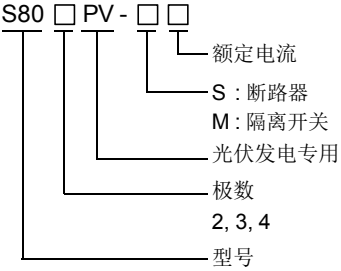 S80 □ PV - □ □
额定电流
S : 断路器
M : 隔离开关
光伏发电专用
极数
2, 3, 4
型号